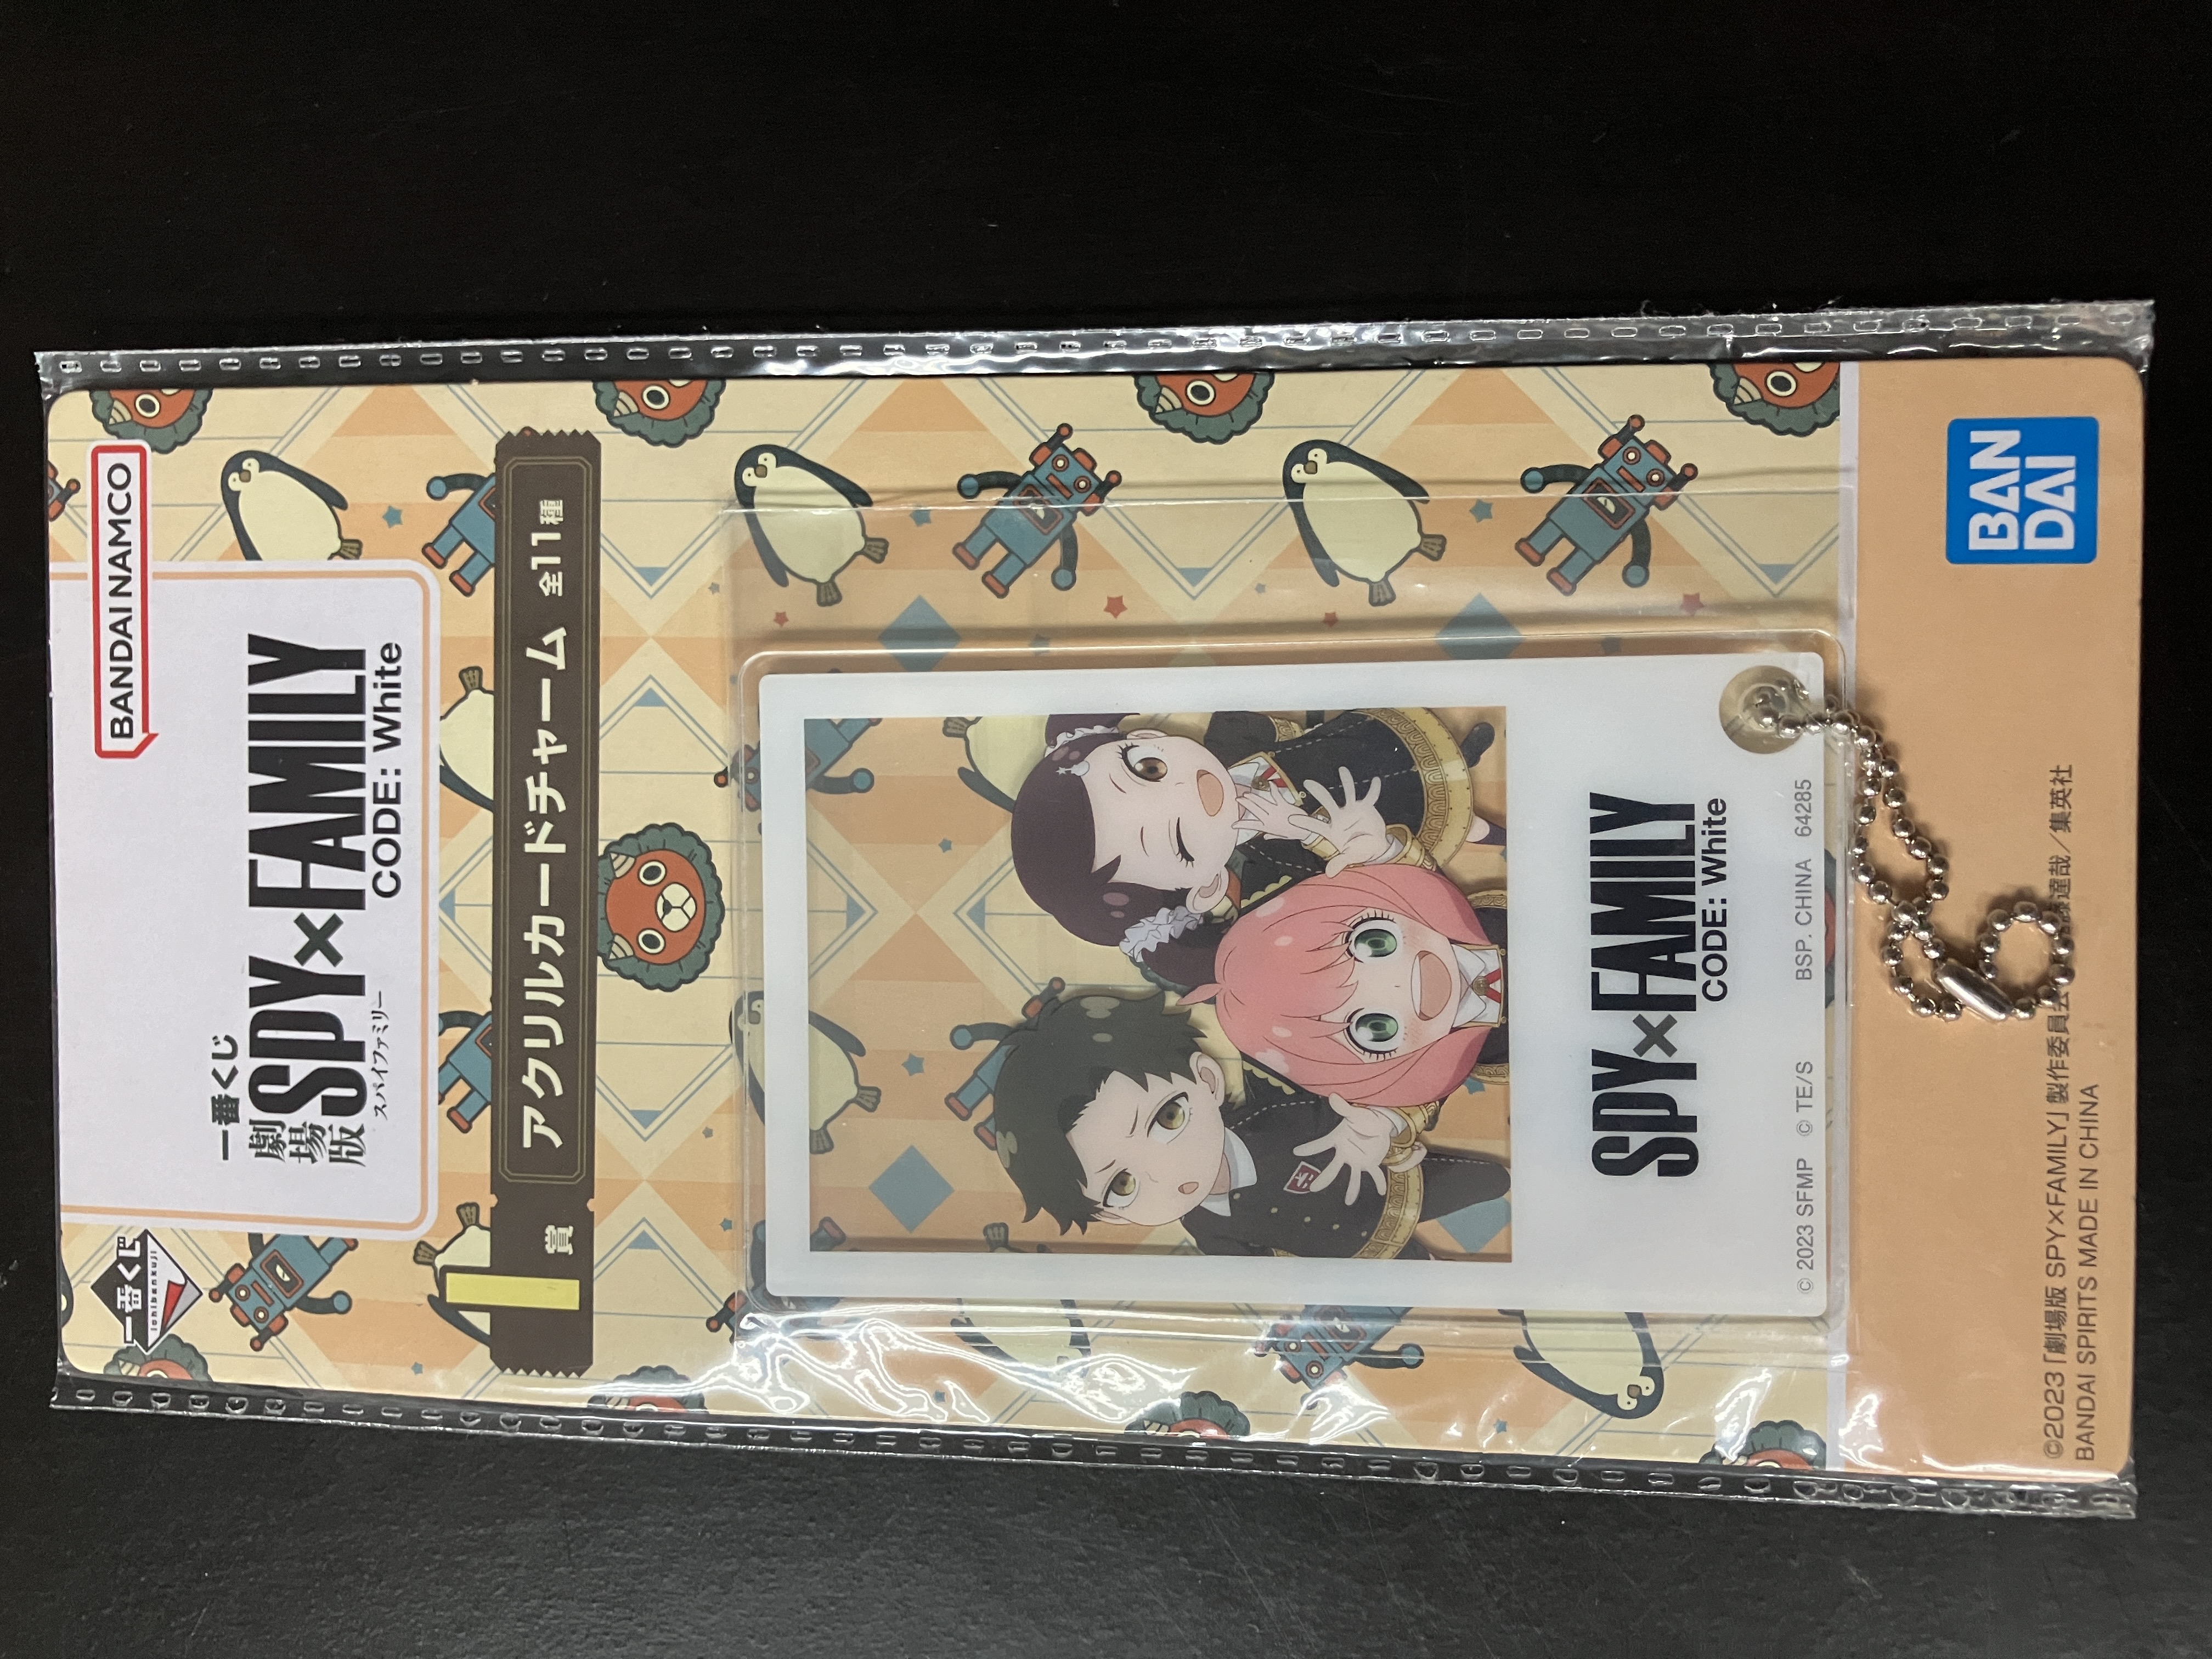 BANDAI NAMCO
一番くじ
ichibankuji
一番くじ
劇場版
SPY×FAMILY
スパイファミリー
CODE: White
I賞
アクリルカードチャーム 全11種
SPY×FAMILY
CODE: White
© 2023 SFMP © TE/S BSP. CHINA 64285
©2023「劇場版 SPY×FAMILY」製作委員会 藤達哉／集英社
BANDAI SPIRITS MADE IN CHINA
BAN
DAI